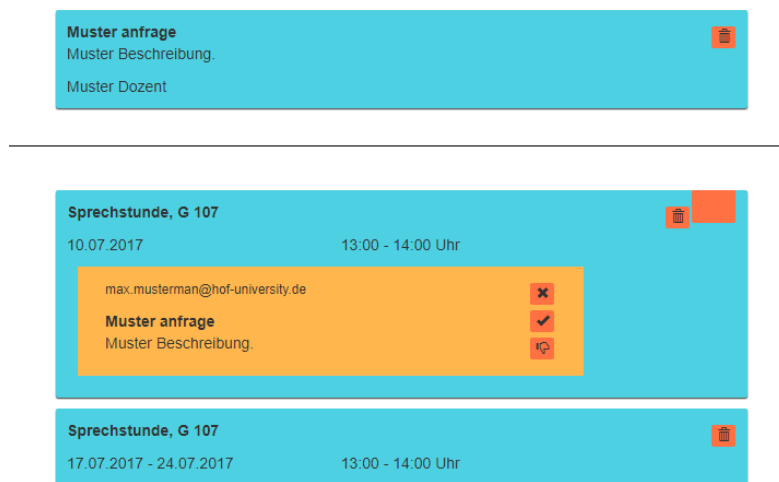 Muster anfrage
Muster Beschreibung.
Muster Dozent
Sprechstunde, G 107
10.07.2017 13:00 - 14:00 Uhr
max.musterman@hof-university.de
Muster anfrage
Muster Beschreibung.
Sprechstunde, G 107
17.07.2017 - 24.07.2017 13:00 - 14:00 Uhr